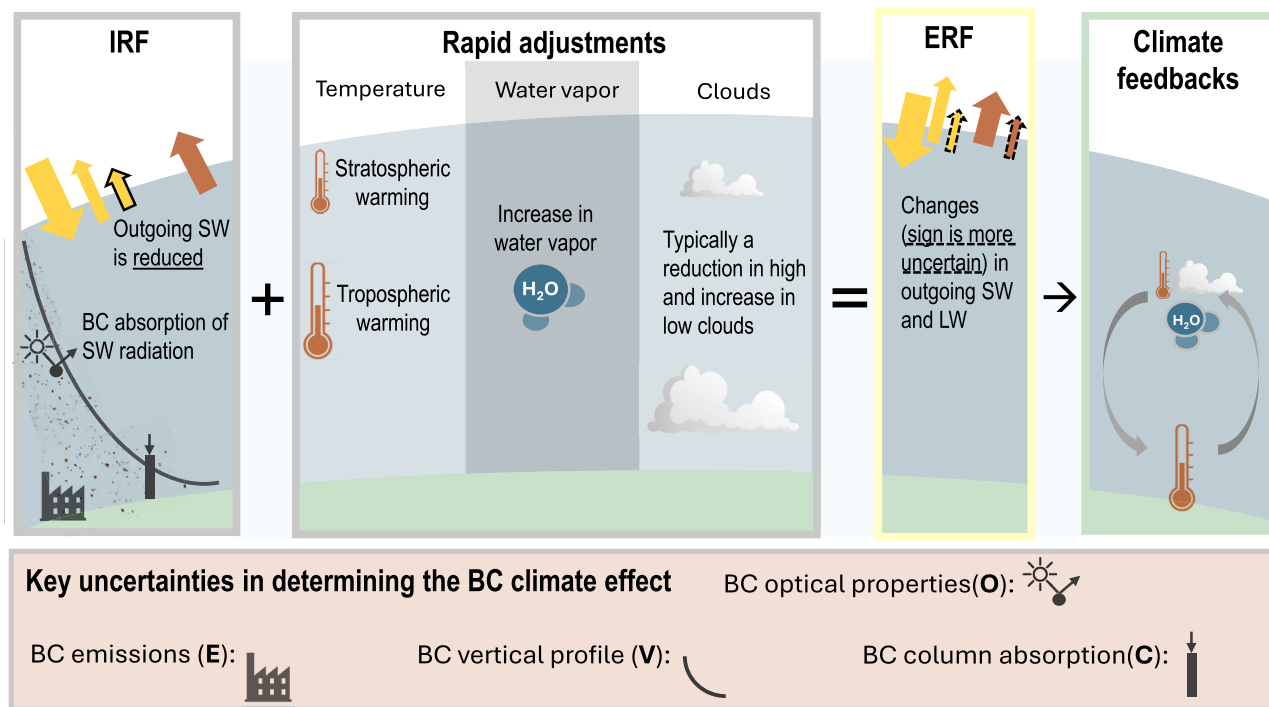 IRF
Outgoing SW
is reduced
BC absorption of
SW radiation
+
Rapid adjustments
Temperature
Water vapor
Clouds
Stratospheric
warming
Tropospheric
warming
Increase in
water vapor
H₂O
Typically a
reduction in high
and increase in
low clouds
=
ERF
Changes
(sign is more
uncertain) in
outgoing SW
and LW
→
Climate
feedbacks
H₂O
Key uncertainties in determining the BC climate effect
BC optical properties(O):
BC emissions (E):
BC vertical profile (V):
BC column absorption(C):